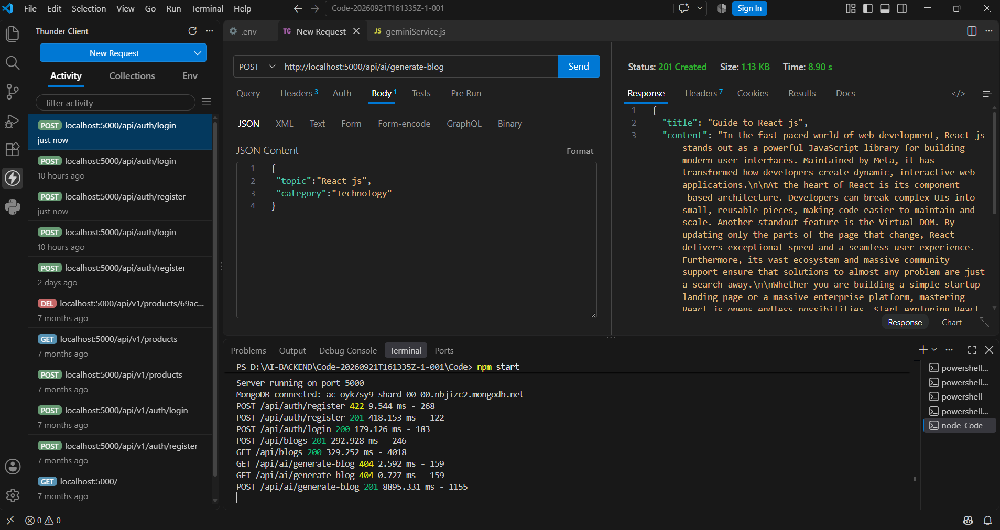 File Edit Selection View Go Run Terminal Help
Code-20260921T161335Z-1-001
Sign In
Thunder Client
New Request
Activity Collections Env
filter activity
POST localhost:5000/api/auth/login
just now
POST localhost:5000/api/auth/login
10 hours ago
POST localhost:5000/api/auth/register
just now
POST localhost:5000/api/auth/login
10 hours ago
POST localhost:5000/api/auth/register
2 days ago
DEL localhost:5000/api/v1/products/69ac...
7 months ago
GET localhost:5000/api/v1/products
7 months ago
POST localhost:5000/api/v1/products
7 months ago
POST localhost:5000/api/v1/auth/login
7 months ago
POST localhost:5000/api/v1/auth/register
7 months ago
GET localhost:5000/
7 months ago
.env
TC New Request
JS geminiService.js
POST http://localhost:5000/api/ai/generate-blog Send
Query Headers 3 Auth Body 1 Tests Pre Run
JSON XML Text Form Form-encode GraphQL Binary
JSON Content Format
1 {
2 "topic":"React js",
3 "category":"Technology"
4 }
Status: 201 Created Size: 1.13 KB Time: 8.90 s
Response Headers 7 Cookies Results Docs </>
1 {
2 "title": "Guide to React js",
3 "content": "In the fast-paced world of web development, React js
stands out as a powerful JavaScript library for building
modern user interfaces. Maintained by Meta, it has
transformed how developers create dynamic, interactive web
applications.\n\nAt the heart of React is its component
-based architecture. Developers can break complex UIs into
small, reusable pieces, making code easier to maintain and
scale. Another standout feature is the Virtual DOM. By
updating only the parts of the page that change, React
delivers exceptional speed and a seamless user experience.
Furthermore, its vast ecosystem and massive community
support ensure that solutions to almost any problem are just
a search away.\n\nWhether you are building a simple startup
landing page or a massive enterprise platform, mastering
React js opens endless possibilities. Start exploring React
Response Chart
Problems Output Debug Console Terminal Ports
PS D:\AI-BACKEND\Code-20260921T161335Z-1-001\Code> npm start
Server running on port 5000
MongoDB connected: ac-oyk7sy9-shard-00-00.nbjizc2.mongodb.net
POST /api/auth/register 422 9.544 ms - 268
POST /api/auth/register 201 418.153 ms - 122
POST /api/auth/login 200 179.126 ms - 183
POST /api/blogs 201 292.928 ms - 246
GET /api/blogs 200 329.252 ms - 4018
GET /api/ai/generate-blog 404 2.592 ms - 159
GET /api/ai/generate-blog 404 0.727 ms - 159
POST /api/ai/generate-blog 201 8895.331 ms - 1155
powershell...
powershell...
powershell
powershell...
node Code
0 0